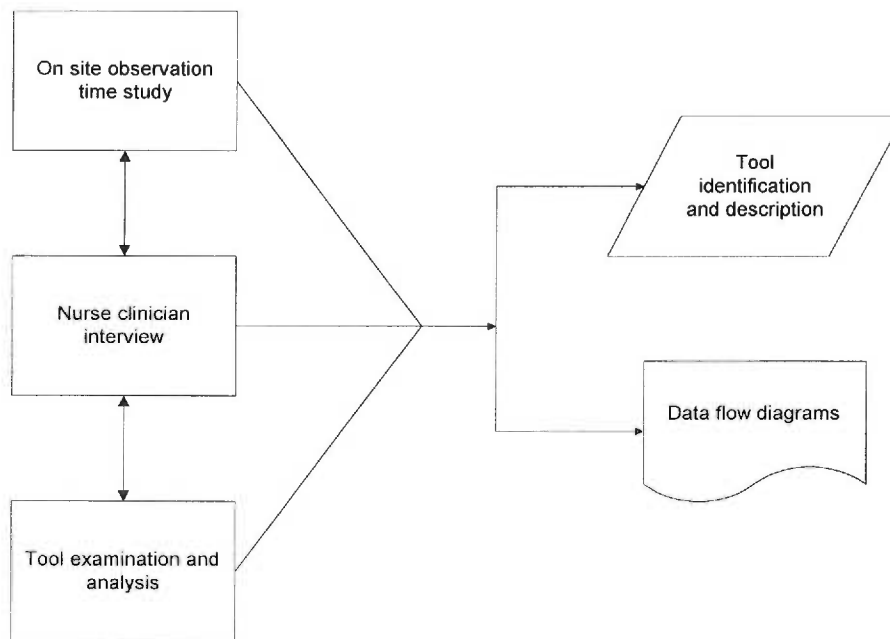 On site observation
time study
Nurse clinician
interview
Tool examination and
analysis
Tool
identification
and description
Data flow diagrams